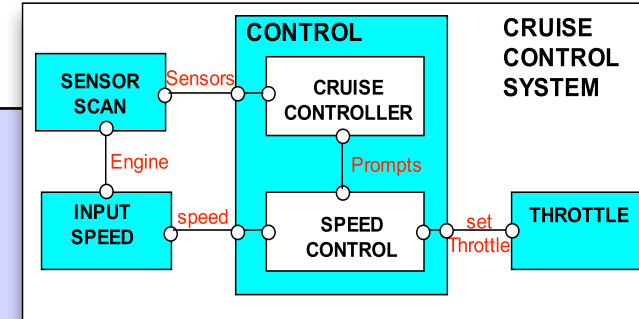 CONTROL
CRUISE
CONTROL
SYSTEM
SENSOR
SCAN
Sensors
CRUISE
CONTROLLER
Engine
Prompts
INPUT
SPEED
speed
SPEED
CONTROL
set
Throttle
THROTTLE